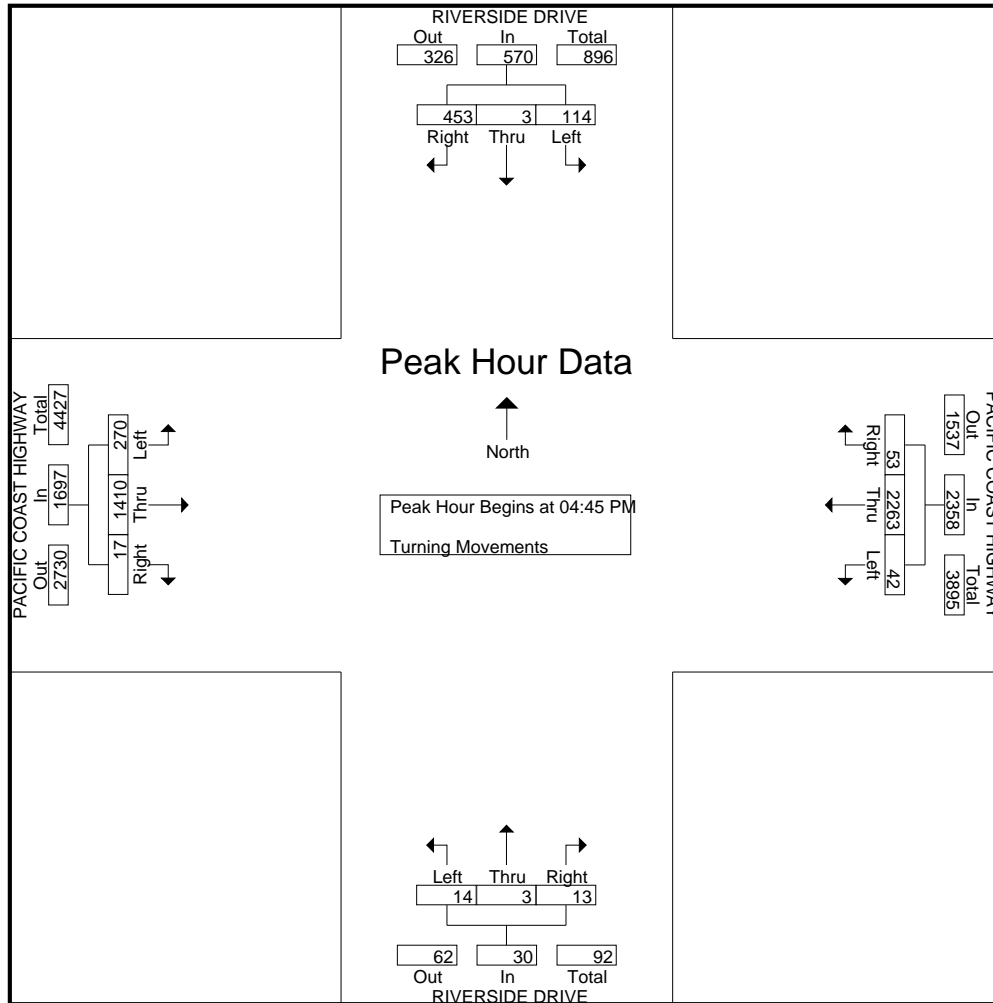 RIVERSIDE DRIVE
Out In Total
326 570 896
453 3 114
Right Thru Left
Peak Hour Data
North
Peak Hour Begins at 04:45 PM
Turning Movements
PACIFIC COAST HIGHWAY
Out In Total
2730 1697 4427
Right Thru Left
17 1410 270
PACIFIC COAST HIGHWAY
Out In Total
1537 2358 3895
Right Thru Left
53 2263 42
Left Thru Right
14 3 13
62 30 92
Out In Total
RIVERSIDE DRIVE